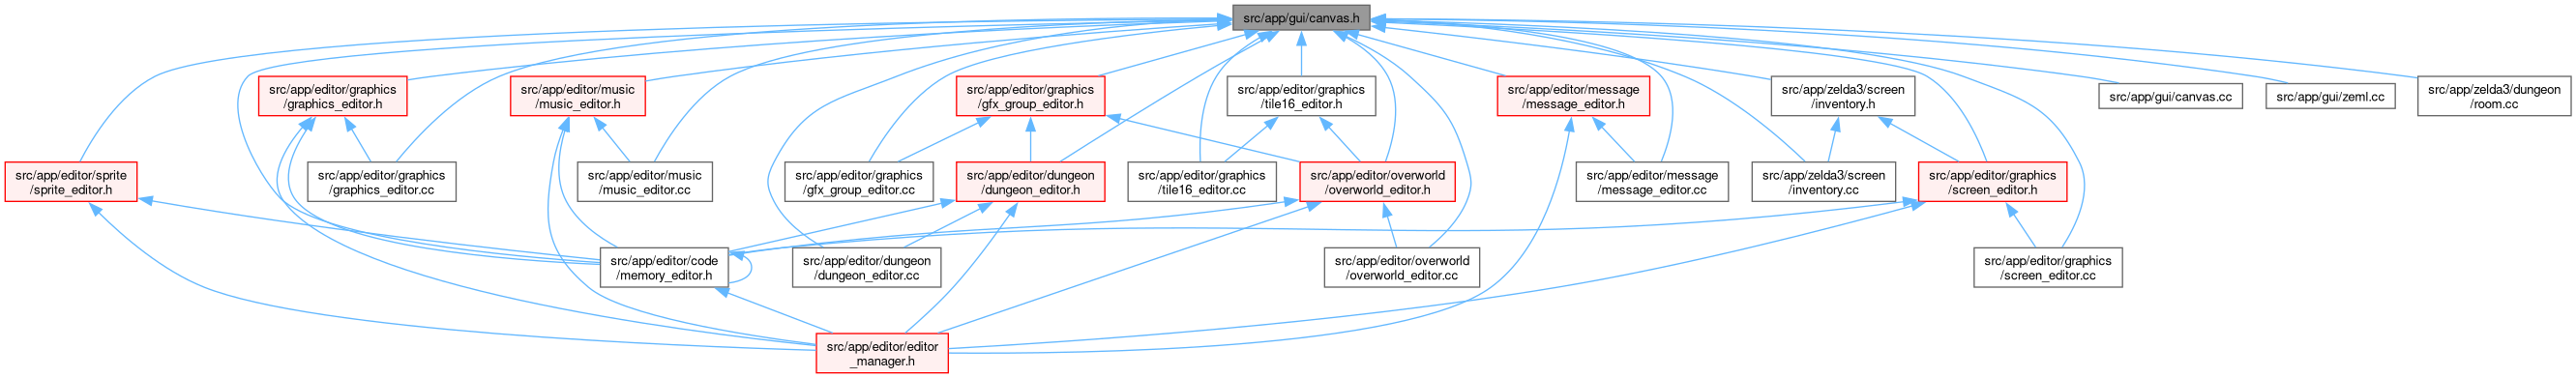 src/app/gui/canvas.h
src/app/editor/graphics
/graphics_editor.h
src/app/editor/music
/music_editor.h
src/app/editor/graphics
/gfx_group_editor.h
src/app/editor/graphics
/tile16_editor.h
src/app/editor/message
/message_editor.h
src/app/zelda3/screen
/inventory.h
src/app/gui/canvas.cc
src/app/gui/zeml.cc
src/app/zelda3/dungeon
/room.cc
src/app/editor/sprite
/sprite_editor.h
src/app/editor/graphics
/graphics_editor.cc
src/app/editor/music
/music_editor.cc
src/app/editor/graphics
/gfx_group_editor.cc
src/app/editor/dungeon
/dungeon_editor.h
src/app/editor/graphics
/tile16_editor.cc
src/app/editor/overworld
/overworld_editor.h
src/app/editor/message
/message_editor.cc
src/app/zelda3/screen
/inventory.cc
src/app/editor/graphics
/screen_editor.h
src/app/editor/code
/memory_editor.h
src/app/editor/dungeon
/dungeon_editor.cc
src/app/editor/overworld
/overworld_editor.cc
src/app/editor/graphics
/screen_editor.cc
src/app/editor/editor
_manager.h